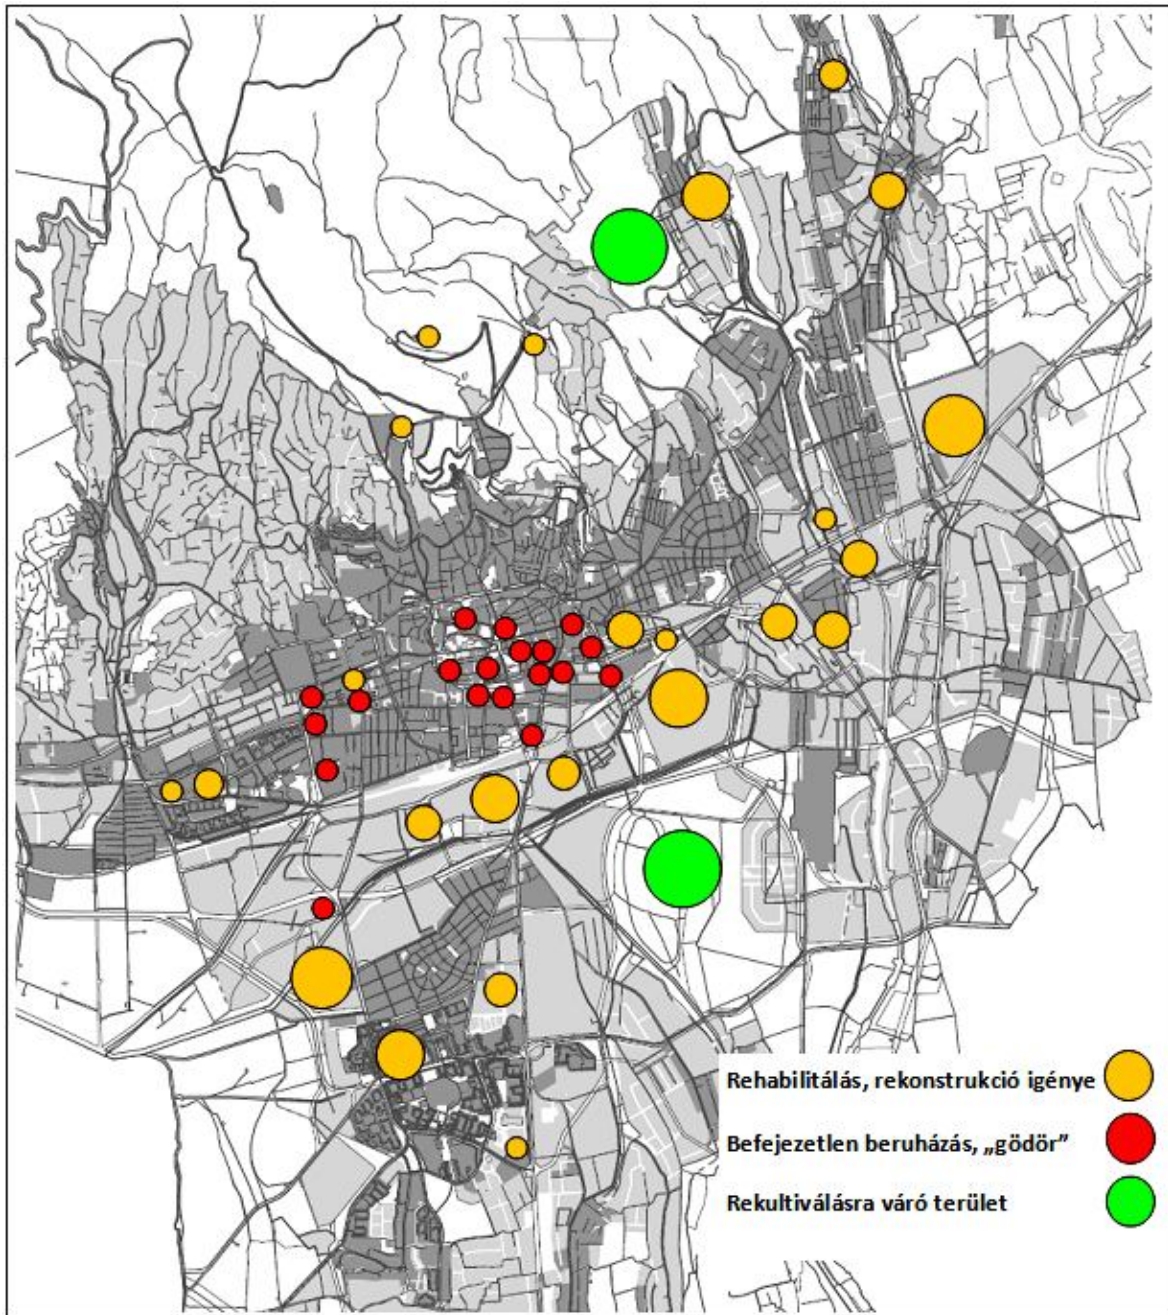 Rehabilitálás, rekonstrukció igénye
Befejezetlen beruházás, „gödör”
Rekultiválásra váró terület